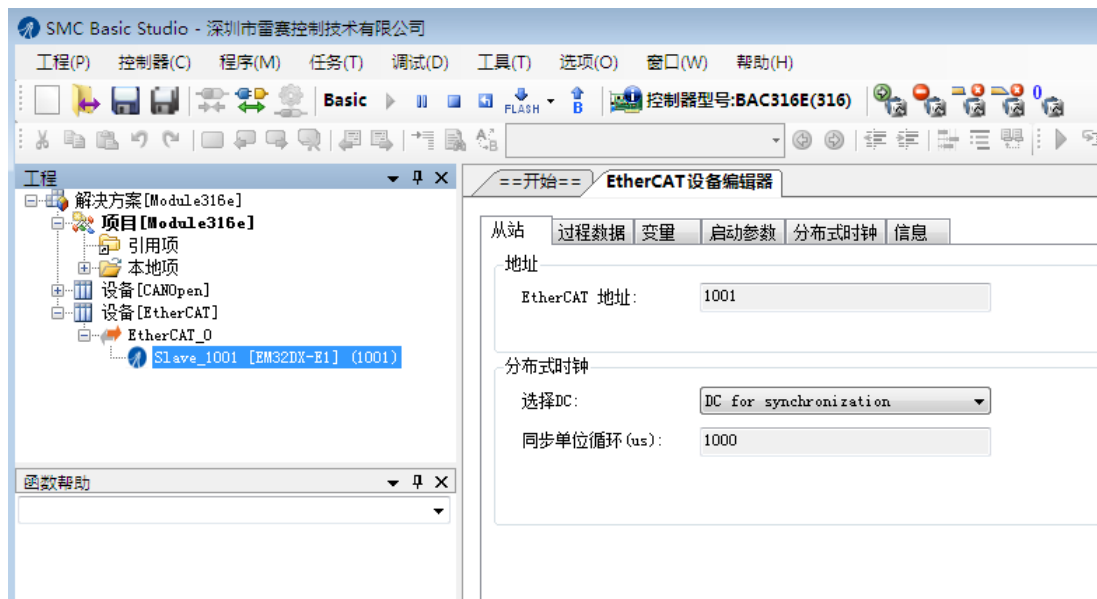 SMC Basic Studio - 深圳市雷赛控制技术有限公司
工程(P) 控制器(C) 程序(M) 任务(T) 调试(D) 工具(T) 选项(O) 窗口(W) 帮助(H)
Basic FLASH B 控制器型号:BAC316E(316) 0
A B
工程
==开始== EtherCAT设备编辑器
解决方案[Module316e]
项目[Module316e]
引用项
本地项
设备[CANOpen]
设备[EtherCAT]
EtherCAT_0
Slave_1001 [EM32DX-E1] (1001)
从站 过程数据 变量 启动参数 分布式时钟 信息
地址
EtherCAT 地址: 1001
分布式时钟
选择DC: DC for synchronization
同步单位循环(us): 1000
函数帮助